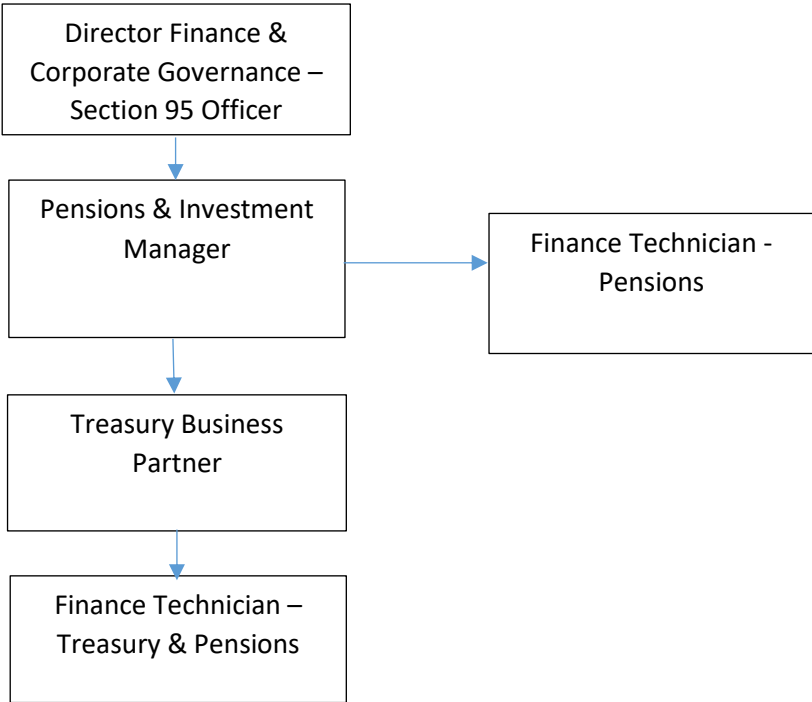 Director Finance &
Corporate Governance –
Section 95 Officer
Pensions & Investment
Manager
Finance Technician -
Pensions
Treasury Business
Partner
Finance Technician –
Treasury & Pensions